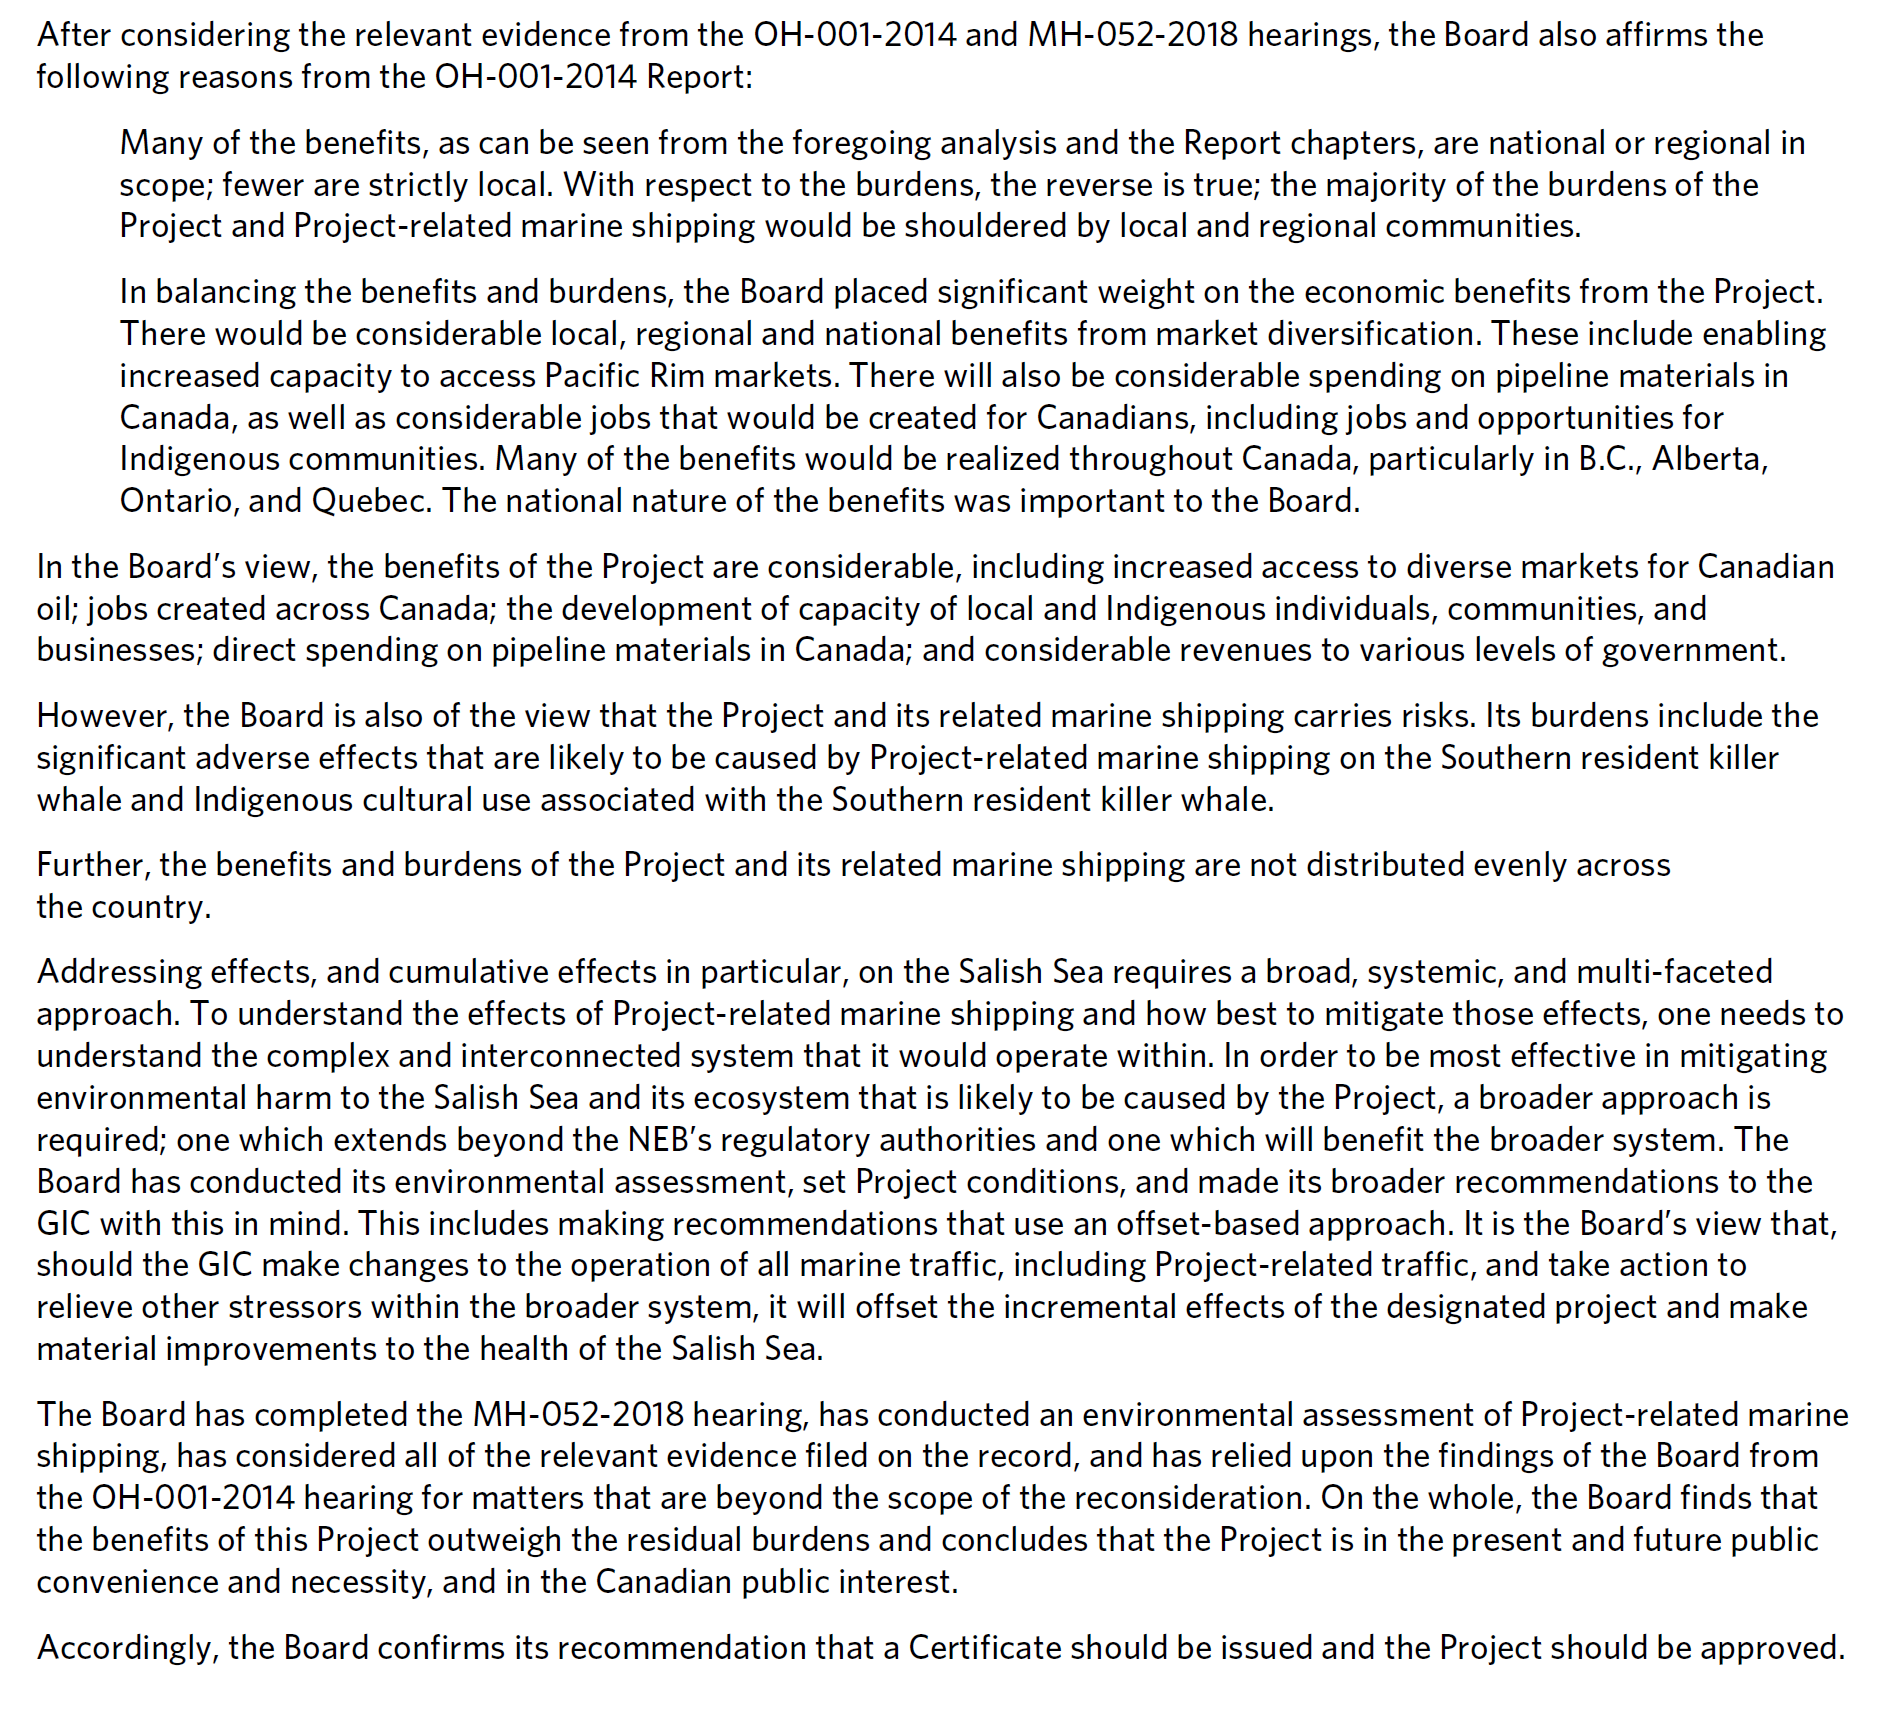 After considering the relevant evidence from the OH-001-2014 and MH-052-2018 hearings, the Board also affirms the
following reasons from the OH-001-2014 Report:
Many of the benefits, as can be seen from the foregoing analysis and the Report chapters, are national or regional in
scope; fewer are strictly local. With respect to the burdens, the reverse is true; the majority of the burdens of the
Project and Project-related marine shipping would be shouldered by local and regional communities.
In balancing the benefits and burdens, the Board placed significant weight on the economic benefits from the Project.
There would be considerable local, regional and national benefits from market diversification. These include enabling
increased capacity to access Pacific Rim markets. There will also be considerable spending on pipeline materials in
Canada, as well as considerable jobs that would be created for Canadians, including jobs and opportunities for
Indigenous communities. Many of the benefits would be realized throughout Canada, particularly in B.C., Alberta,
Ontario, and Quebec. The national nature of the benefits was important to the Board.
In the Board's view, the benefits of the Project are considerable, including increased access to diverse markets for Canadian
oil; jobs created across Canada; the development of capacity of local and Indigenous individuals, communities, and
businesses; direct spending on pipeline materials in Canada; and considerable revenues to various levels of government.
However, the Board is also of the view that the Project and its related marine shipping carries risks. Its burdens include the
significant adverse effects that are likely to be caused by Project-related marine shipping on the Southern resident killer
whale and Indigenous cultural use associated with the Southern resident killer whale.
Further, the benefits and burdens of the Project and its related marine shipping are not distributed evenly across
the country.
Addressing effects, and cumulative effects in particular, on the Salish Sea requires a broad, systemic, and multi-faceted
approach. To understand the effects of Project-related marine shipping and how best to mitigate those effects, one needs to
understand the complex and interconnected system that it would operate within. In order to be most effective in mitigating
environmental harm to the Salish Sea and its ecosystem that is likely to be caused by the Project, a broader approach is
required; one which extends beyond the NEB's regulatory authorities and one which will benefit the broader system. The
Board has conducted its environmental assessment, set Project conditions, and made its broader recommendations to the
GIC with this in mind. This includes making recommendations that use an offset-based approach. It is the Board's view that,
should the GIC make changes to the operation of all marine traffic, including Project-related traffic, and take action to
relieve other stressors within the broader system, it will offset the incremental effects of the designated project and make
material improvements to the health of the Salish Sea.
The Board has completed the MH-052-2018 hearing, has conducted an environmental assessment of Project-related marine
shipping, has considered all of the relevant evidence filed on the record, and has relied upon the findings of the Board from
the OH-001-2014 hearing for matters that are beyond the scope of the reconsideration. On the whole, the Board finds that
the benefits of this Project outweigh the residual burdens and concludes that the Project is in the present and future public
convenience and necessity, and in the Canadian public interest.
Accordingly, the Board confirms its recommendation that a Certificate should be issued and the Project should be approved.